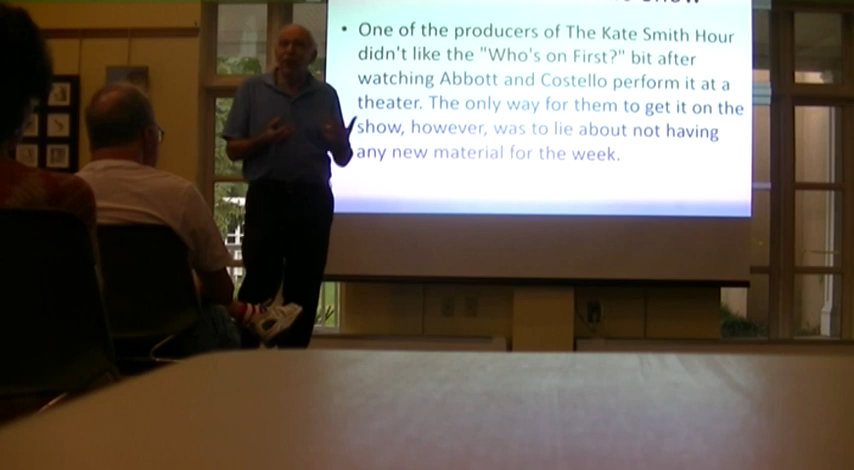 • One of the producers of The Kate Smith Hour
didn't like the "Who's on First?" bit after
watching Abbott and Costello perform it at a
theater. The only way for them to get it on the
show, however, was to lie about not having
any new material for the week.